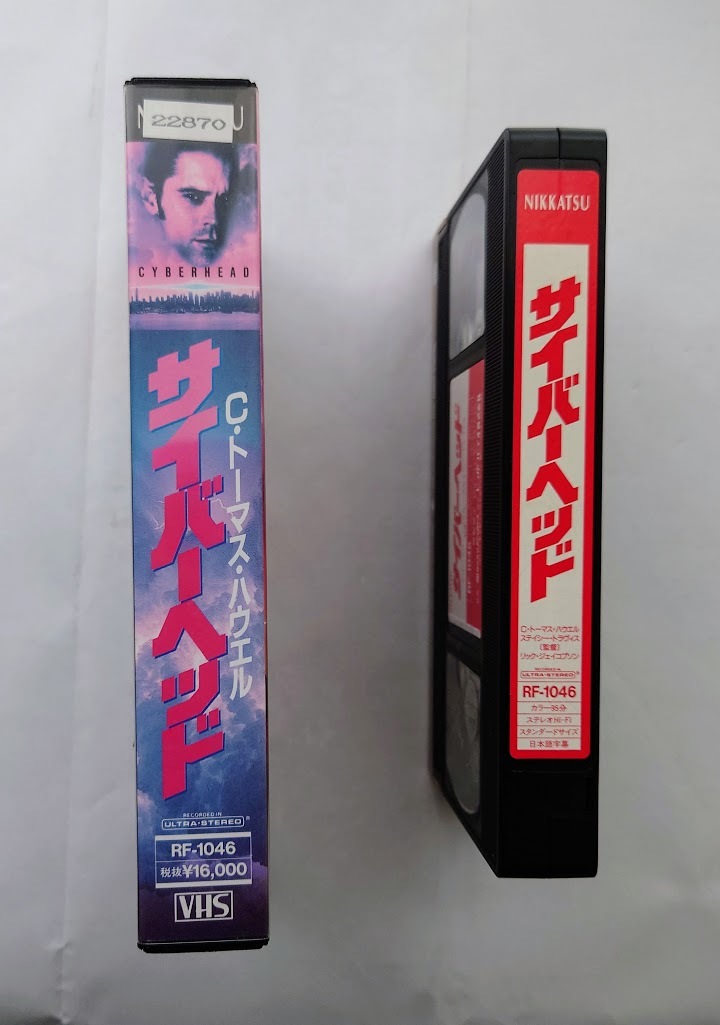 22870
CYBERHEAD
C・トーマス・ハウエル
サイバーヘッド
RECORDED IN
ULTRA-STEREO®
RF-1046
税抜¥16,000
VHS
NIKKATSU
サイバーヘッド
C・トーマス・ハウエル
ステイシー・トラヴィス
〔監督〕
リック・ジェイコブソン
RECORDED IN
ULTRA-STEREO®
RF-1046
カラー95分
ステレオHi-Fi
スタンダードサイズ
日本語字幕